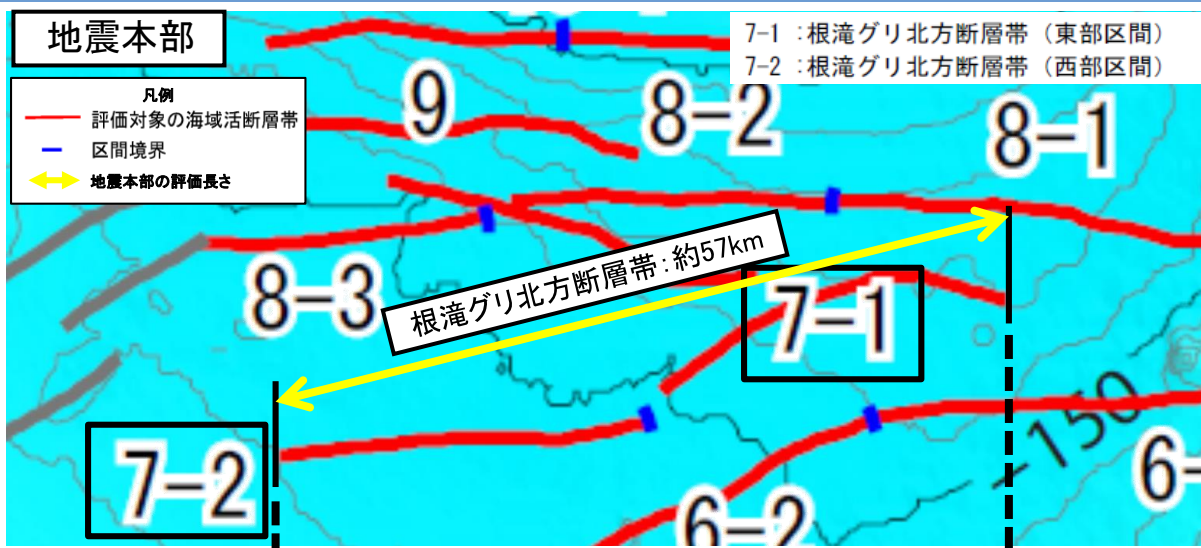 地震本部
7-1 ：根滝グリ北方断層帯（東部区間）
7-2 ：根滝グリ北方断層帯（西部区間）
凡例
評価対象の海域活断層帯
区間境界
地震本部の評価長さ
9
8-2
8-1
8-3
根滝グリ北方断層帯：約57km
7-1
7-2
-150
6-2
6-